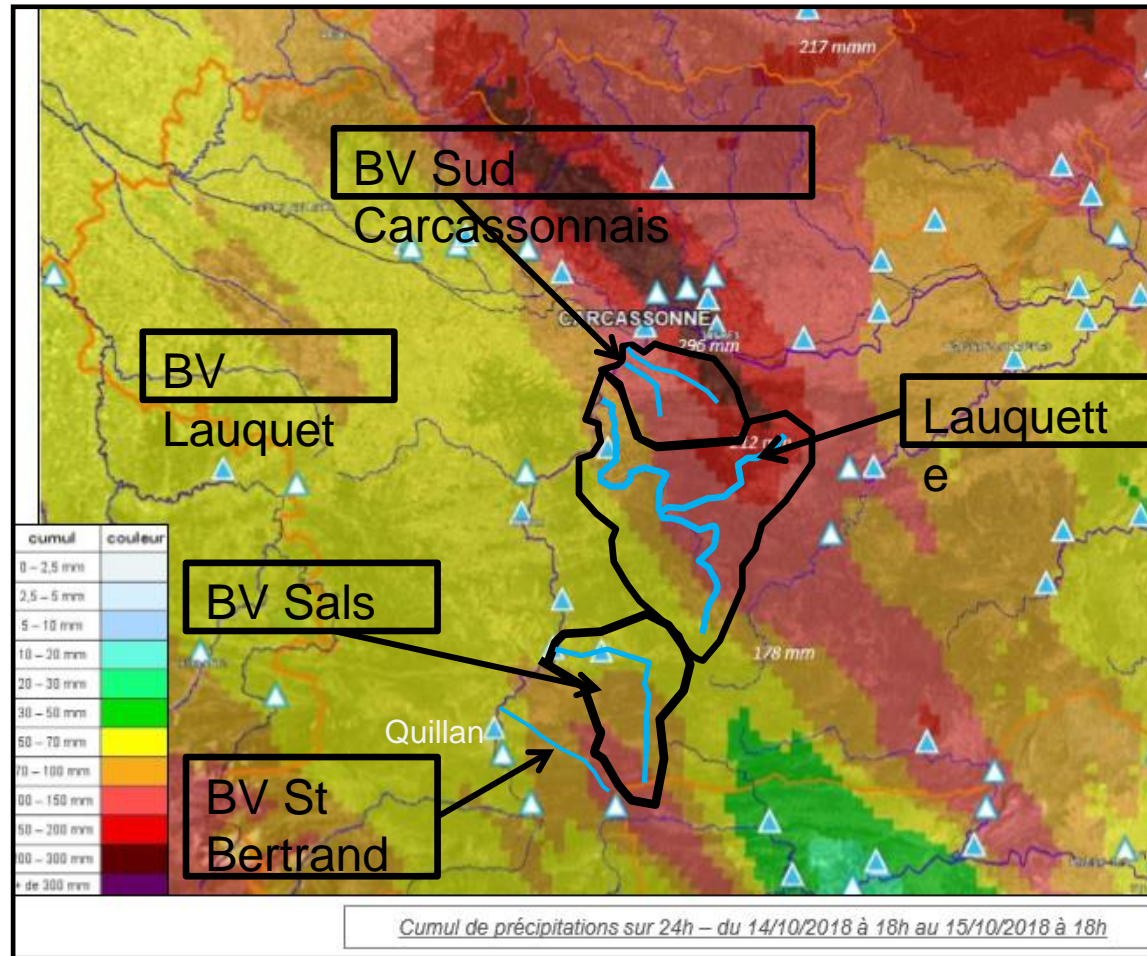 217 mmm
BV Sud
Carcassonnais
CARCASSONNE
296 mm
BV
Lauquet
Lauquett
e
212 mm
cumul couleur
0 – 2,5 mm
2,5 – 5 mm
5 – 10 mm
10 – 20 mm
20 – 30 mm
30 – 50 mm
50 – 70 mm
70 – 100 mm
00 – 150 mm
50 – 200 mm
200 – 300 mm
+ de 300 mm
BV Sals
178 mm
Quillan
BV St
Bertrand
Cumul de précipitations sur 24h – du 14/10/2018 à 18h au 15/10/2018 à 18h